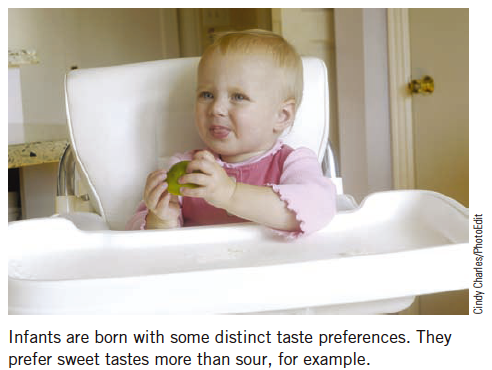 Cindy Charles/PhotoEdit
Infants are born with some distinct taste preferences. They
prefer sweet tastes more than sour, for example.